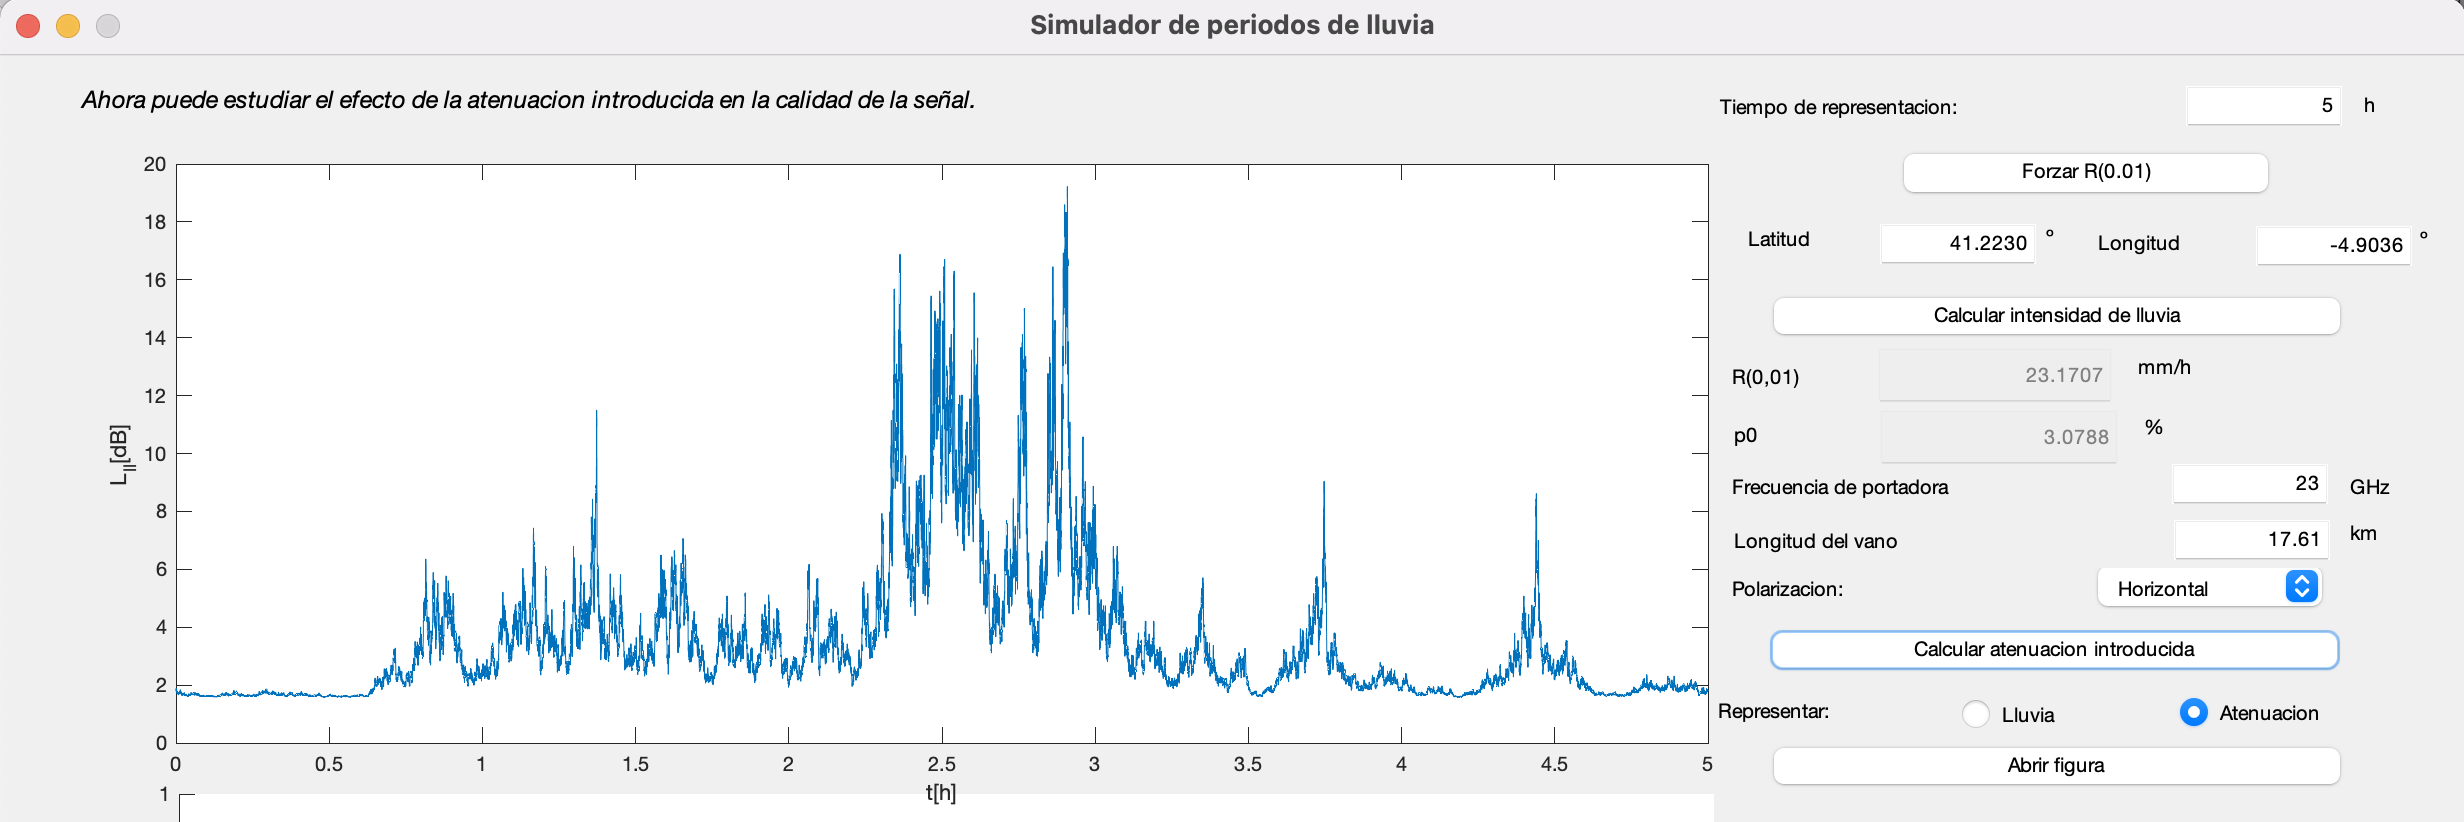 Simulador de periodos de lluvia
Ahora puede estudiar el efecto de la atenuacion introducida en la calidad de la señal.
Tiempo de representacion: 5 h
Forzar R(0.01)
Latitud 41.2230 º Longitud -4.9036 º
Calcular intensidad de lluvia
R(0,01) 23.1707 mm/h
p0 3.0788 %
Frecuencia de portadora 23 GHz
Longitud del vano 17.61 km
Polarizacion: Horizontal
Calcular atenuacion introducida
Representar: Lluvia Atenuacion
Abrir figura
20
18
16
14
12
10
8
6
4
2
0
L||[dB]
0 0.5 1 1.5 2 2.5 3 3.5 4 4.5 5
t[h]
1